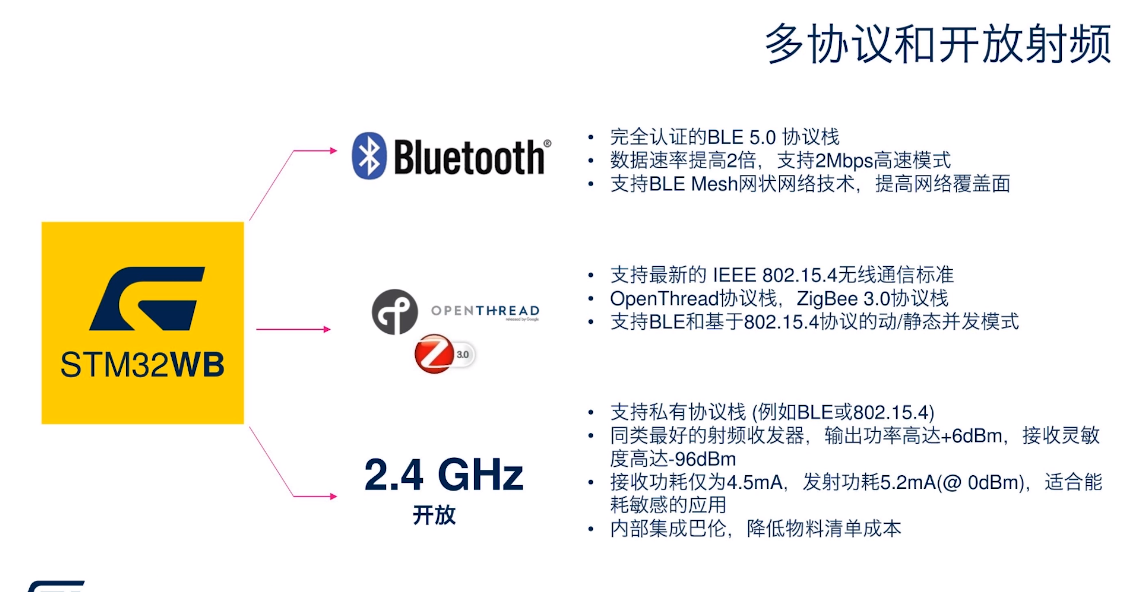 多协议和开放射频
Bluetooth®
• 完全认证的BLE 5.0 协议栈
• 数据速率提高2倍，支持2Mbps高速模式
• 支持BLE Mesh网状网络技术，提高网络覆盖面
STM32WB
OPENTHREAD
released by Google
Z 3.0
• 支持最新的 IEEE 802.15.4无线通信标准
• OpenThread协议栈，ZigBee 3.0协议栈
• 支持BLE和基于802.15.4协议的动/静态并发模式
2.4 GHz
开放
• 支持私有协议栈 (例如BLE或802.15.4)
• 同类最好的射频收发器，输出功率高达+6dBm，接收灵敏
度高达-96dBm
• 接收功耗仅为4.5mA，发射功耗5.2mA(@ 0dBm)，适合能
耗敏感的应用
• 内部集成巴伦，降低物料清单成本